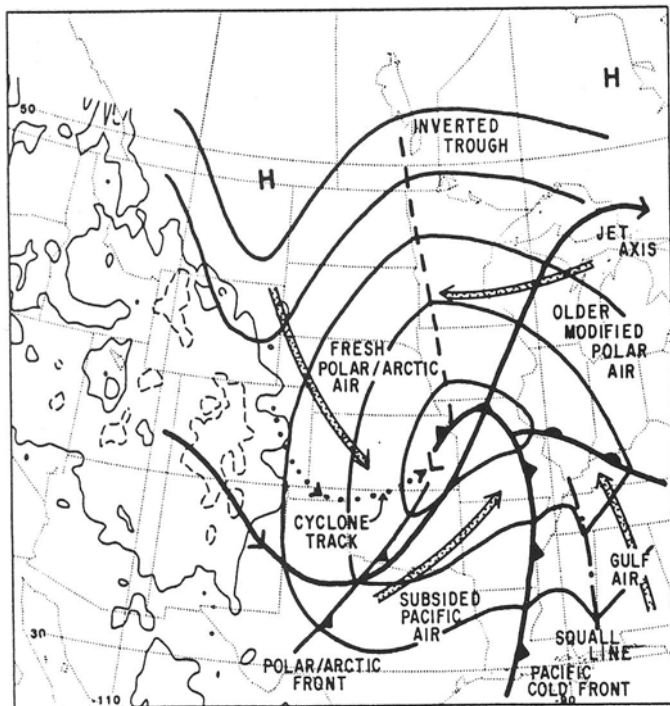 H
50
INVERTED
TROUGH
H
JET
AXIS
OLDER
MODIFIED
POLAR
AIR
FRESH
POLAR/ARCTIC
AIR
L
CYCLONE
TRACK
GULF
AIR
SUBSIDED
PACIFIC
AIR
SQUALL
LINE
30
POLAR/ARCTIC
FRONT
PACIFIC
COLD FRONT
-110
-90